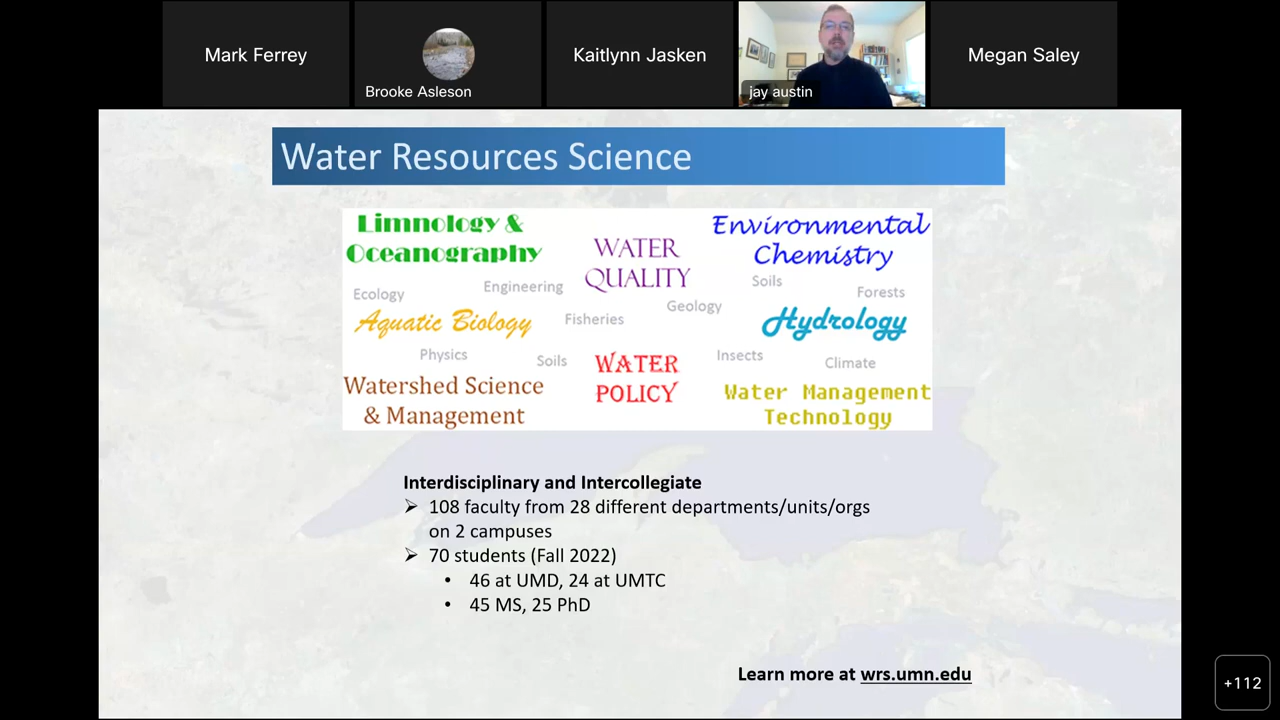 Mark Ferrey
Brooke Asleson
Kaitlynn Jasken
jay austin
Megan Saley
Water Resources Science
Limnology &
Oceanography
WATER
QUALITY
Environmental
Chemistry
Ecology
Engineering
Soils
Forests
Geology
Aquatic Biology
Fisheries
Hydrology
Physics
Soils
Insects
Climate
Watershed Science
& Management
WATER
POLICY
Water Management
Technology
Interdisciplinary and Intercollegiate
➢ 108 faculty from 28 different departments/units/orgs
on 2 campuses
➢ 70 students (Fall 2022)
• 46 at UMD, 24 at UMTC
• 45 MS, 25 PhD
Learn more at wrs.umn.edu
+112